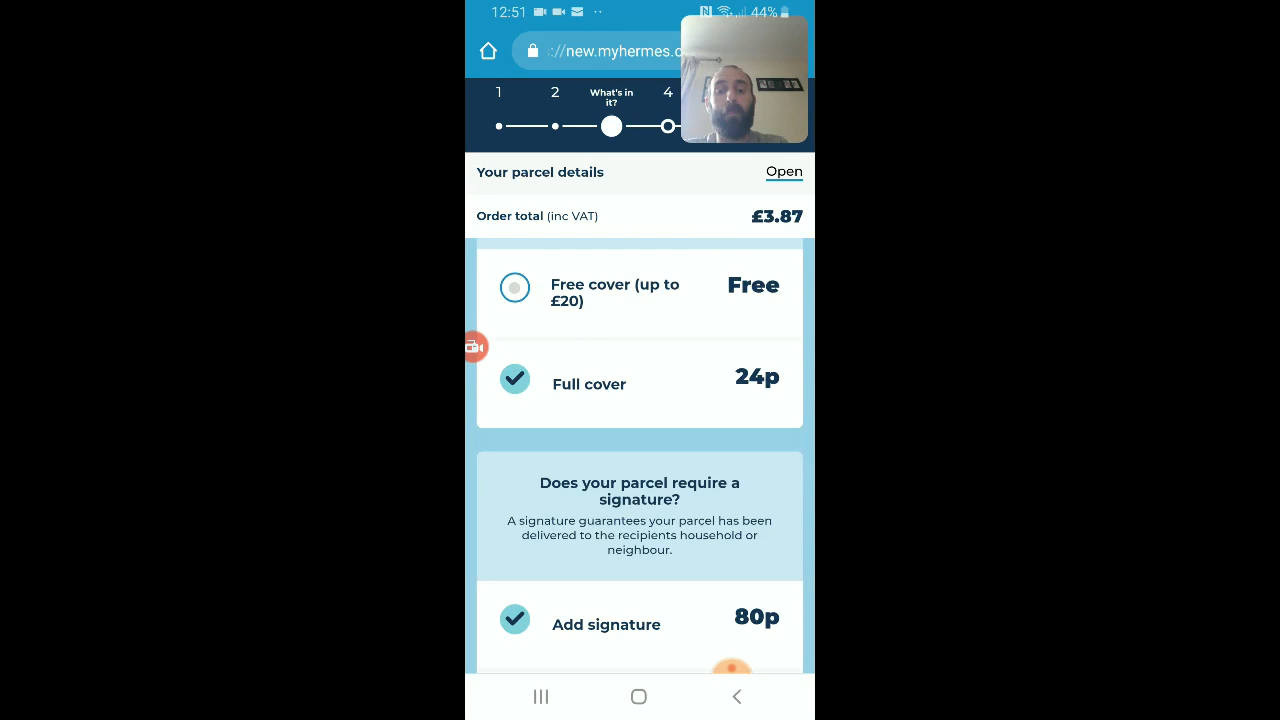 12:51
44%
://new.myhermes.c
1
2
What's in
it?
4
Your parcel details
Open
Order total (inc VAT)
£3.87
Free cover (up to
£20)
Free
Full cover
24p
Does your parcel require a
signature?
A signature guarantees your parcel has been
delivered to the recipients household or
neighbour.
Add signature
80p